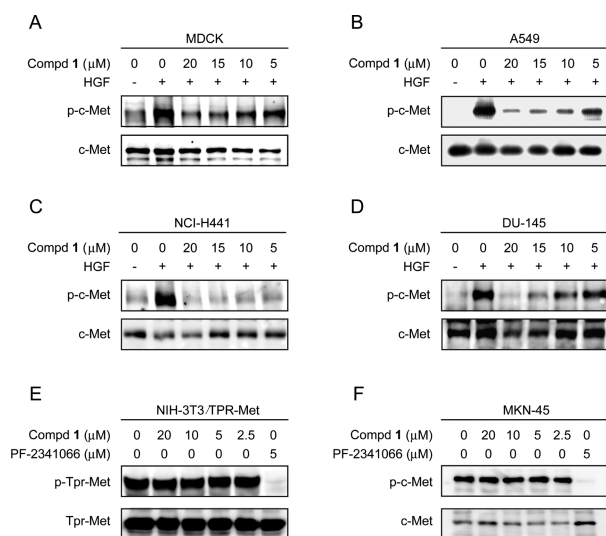 A
MDCK
Compd 1 (μM) 0 0 20 15 10 5
HGF - + + + + +
p-c-Met
c-Met
B
A549
Compd 1 (μM) 0 0 20 15 10 5
HGF - + + + + +
p-c-Met
c-Met
C
NCI-H441
Compd 1 (μM) 0 0 20 15 10 5
HGF - + + + + +
p-c-Met
c-Met
D
DU-145
Compd 1 (μM) 0 0 20 15 10 5
HGF - + + + + +
p-c-Met
c-Met
E
NIH-3T3/TPR-Met
Compd 1 (μM) 0 20 10 5 2.5 0
PF-2341066 (μM) 0 0 0 0 0 5
p-Tpr-Met
Tpr-Met
F
MKN-45
Compd 1 (μM) 0 20 10 5 2.5 0
PF-2341066 (μM) 0 0 0 0 0 5
p-c-Met
c-Met